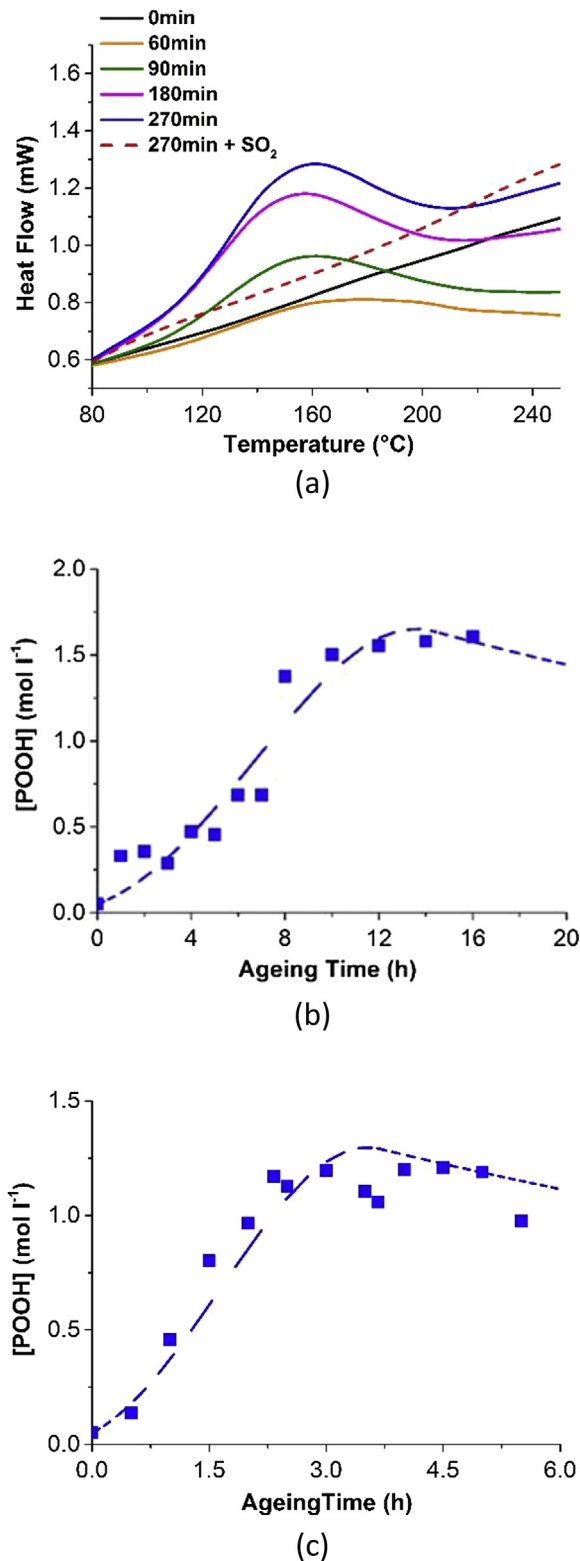 0min
60min
90min
180min
270min
270min + SO₂
1.6
1.4
1.2
1.0
0.8
0.6
Heat Flow (mW)
80 120 160 200 240
Temperature (°C)
(a)
2.0
1.5
1.0
0.5
0.0
[POOH] (mol l⁻¹)
0 4 8 12 16 20
Ageing Time (h)
(b)
1.5
1.0
0.5
0.0
[POOH] (mol l⁻¹)
0.0 1.5 3.0 4.5 6.0
AgeingTime (h)
(c)